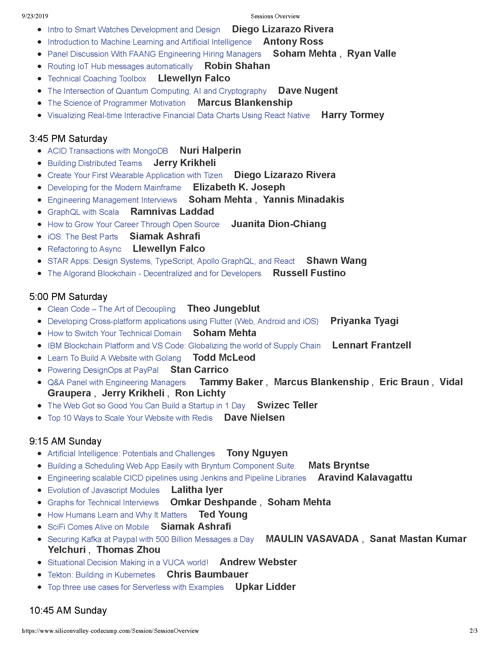 9/23/2019 Sessions Overview
Intro to Smart Watches Development and Design Diego Lizarazo Rivera
Introduction to Machine Learning and Artificial Intelligence Antony Ross
Panel Discussion With FAANG Engineering Hiring Managers Soham Mehta , Ryan Valle
Routing IoT Hub messages automatically Robin Shahan
Technical Coaching Toolbox Llewellyn Falco
The Intersection of Quantum Computing, AI and Cryptography Dave Nugent
The Science of Programmer Motivation Marcus Blankenship
Visualizing Real-time Interactive Financial Data Charts Using React Native Harry Tormey
3:45 PM Saturday
ACID Transactions with MongoDB Nuri Halperin
Building Distributed Teams Jerry Krikheli
Create Your First Wearable Application with Tizen Diego Lizarazo Rivera
Developing for the Modern Mainframe Elizabeth K. Joseph
Engineering Management Interviews Soham Mehta , Yannis Minadakis
GraphQL with Scala Ramnivas Laddad
How to Grow Your Career Through Open Source Juanita Dion-Chiang
iOS: The Best Parts Siamak Ashrafi
Refactoring to Async Llewellyn Falco
STAR Apps: Design Systems, TypeScript, Apollo GraphQL, and React Shawn Wang
The Algorand Blockchain - Decentralized and for Developers Russell Fustino
5:00 PM Saturday
Clean Code – The Art of Decoupling Theo Jungeblut
Developing Cross-platform applications using Flutter (Web, Android and iOS) Priyanka Tyagi
How to Switch Your Technical Domain Soham Mehta
IBM Blockchain Platform and VS Code: Globalizing the world of Supply Chain Lennart Frantzell
Learn To Build A Website with Golang Todd McLeod
Powering DesignOps at PayPal Stan Carrico
Q&A Panel with Engineering Managers Tammy Baker , Marcus Blankenship , Eric Braun , Vidal
Graupera , Jerry Krikheli , Ron Lichty
The Web Got so Good You Can Build a Startup in 1 Day Swizec Teller
Top 10 Ways to Scale Your Website with Redis Dave Nielsen
9:15 AM Sunday
Artificial Intelligence: Potentials and Challenges Tony Nguyen
Building a Scheduling Web App Easily with Bryntum Component Suite. Mats Bryntse
Engineering scalable CICD pipelines using Jenkins and Pipeline Libraries Aravind Kalavagattu
Evolution of Javascript Modules Lalitha Iyer
Graphs for Technical Interviews Omkar Deshpande , Soham Mehta
How Humans Learn and Why It Matters Ted Young
SciFi Comes Alive on Mobile Siamak Ashrafi
Securing Kafka at Paypal with 500 Billion Messages a Day MAULIN VASAVADA , Sanat Mastan Kumar
Yelchuri , Thomas Zhou
Situational Decision Making in a VUCA world! Andrew Webster
Tekton: Building in Kubernetes Chris Baumbauer
Top three use cases for Serverless with Examples Upkar Lidder
10:45 AM Sunday
https://www.siliconvalley-codecamp.com/Session/SessionOverview 2/3